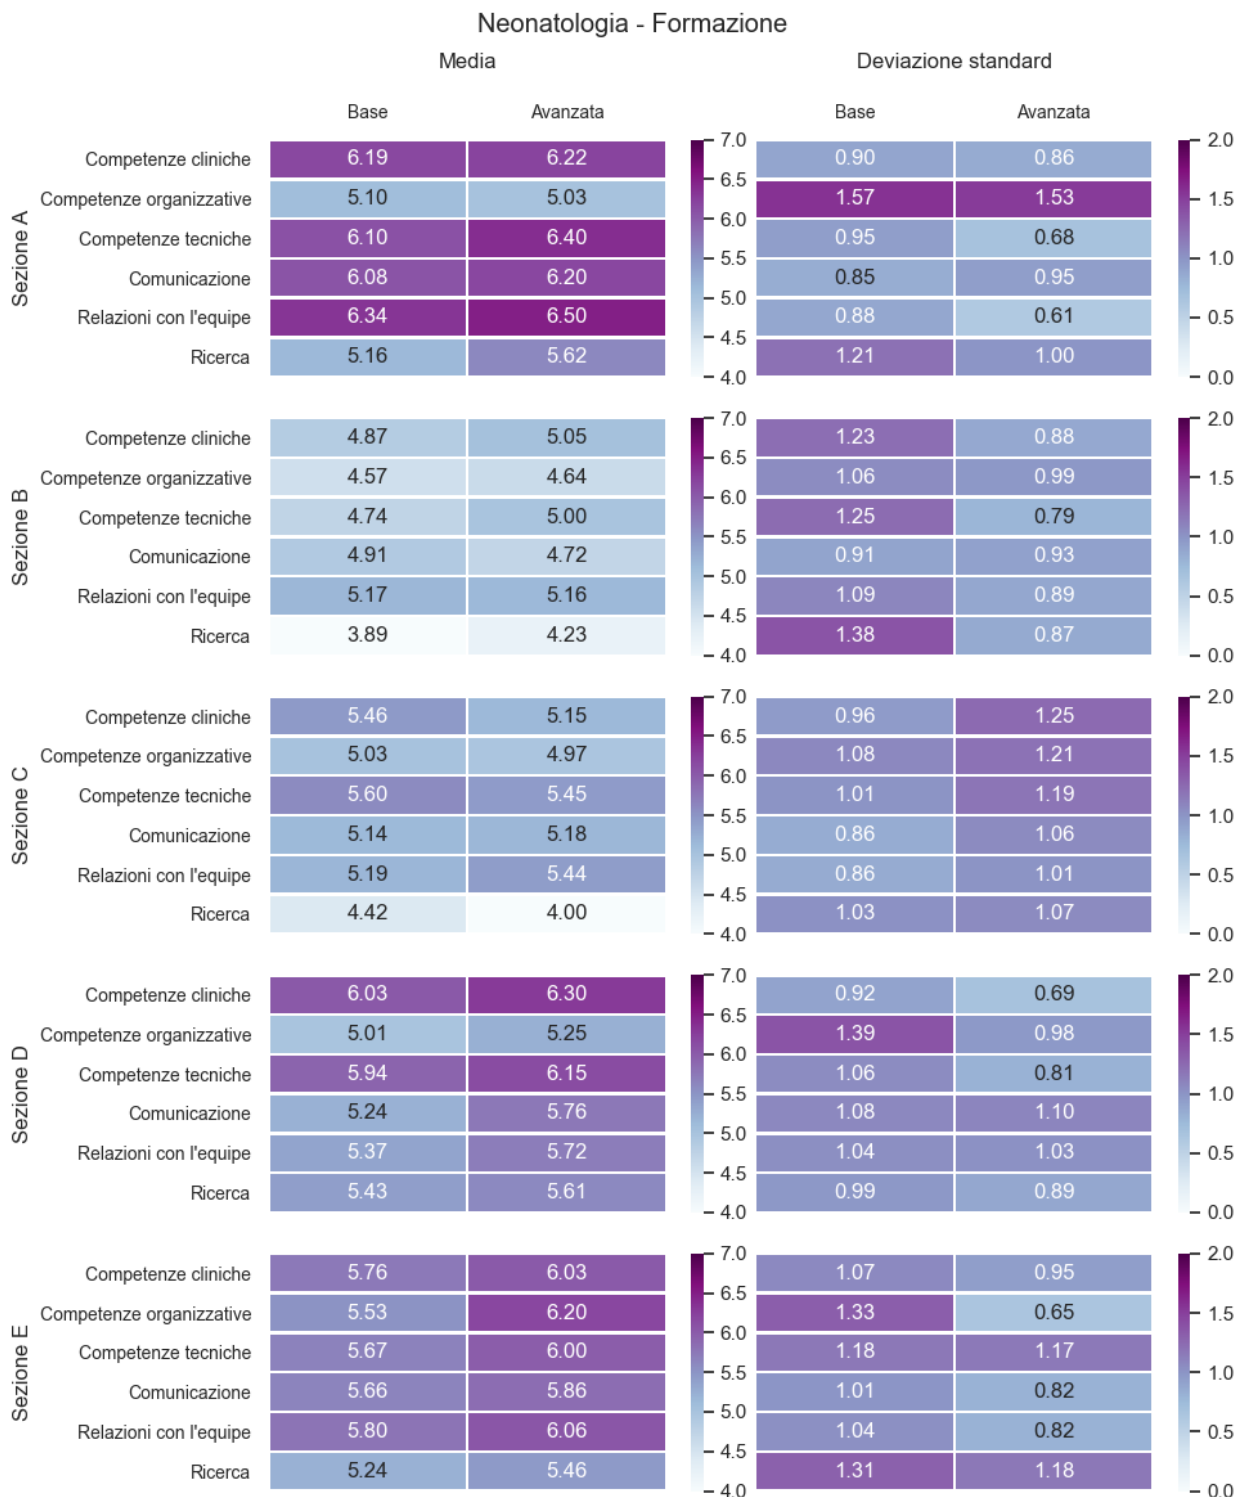 Neonatologia - Formazione
Media Deviazione standard
Base Avanzata Base Avanzata
Sezione A
Competenze cliniche 6.19 6.22 0.90 0.86
Competenze organizzative 5.10 5.03 1.57 1.53
Competenze tecniche 6.10 6.40 0.95 0.68
Comunicazione 6.08 6.20 0.85 0.95
Relazioni con l'equipe 6.34 6.50 0.88 0.61
Ricerca 5.16 5.62 1.21 1.00
7.0 6.5 6.0 5.5 5.0 4.5 4.0
2.0 1.5 1.0 0.5 0.0
Sezione B
Competenze cliniche 4.87 5.05 1.23 0.88
Competenze organizzative 4.57 4.64 1.06 0.99
Competenze tecniche 4.74 5.00 1.25 0.79
Comunicazione 4.91 4.72 0.91 0.93
Relazioni con l'equipe 5.17 5.16 1.09 0.89
Ricerca 3.89 4.23 1.38 0.87
7.0 6.5 6.0 5.5 5.0 4.5 4.0
2.0 1.5 1.0 0.5 0.0
Sezione C
Competenze cliniche 5.46 5.15 0.96 1.25
Competenze organizzative 5.03 4.97 1.08 1.21
Competenze tecniche 5.60 5.45 1.01 1.19
Comunicazione 5.14 5.18 0.86 1.06
Relazioni con l'equipe 5.19 5.44 0.86 1.01
Ricerca 4.42 4.00 1.03 1.07
7.0 6.5 6.0 5.5 5.0 4.5 4.0
2.0 1.5 1.0 0.5 0.0
Sezione D
Competenze cliniche 6.03 6.30 0.92 0.69
Competenze organizzative 5.01 5.25 1.39 0.98
Competenze tecniche 5.94 6.15 1.06 0.81
Comunicazione 5.24 5.76 1.08 1.10
Relazioni con l'equipe 5.37 5.72 1.04 1.03
Ricerca 5.43 5.61 0.99 0.89
7.0 6.5 6.0 5.5 5.0 4.5 4.0
2.0 1.5 1.0 0.5 0.0
Sezione E
Competenze cliniche 5.76 6.03 1.07 0.95
Competenze organizzative 5.53 6.20 1.33 0.65
Competenze tecniche 5.67 6.00 1.18 1.17
Comunicazione 5.66 5.86 1.01 0.82
Relazioni con l'equipe 5.80 6.06 1.04 0.82
Ricerca 5.24 5.46 1.31 1.18
7.0 6.5 6.0 5.5 5.0 4.5 4.0
2.0 1.5 1.0 0.5 0.0